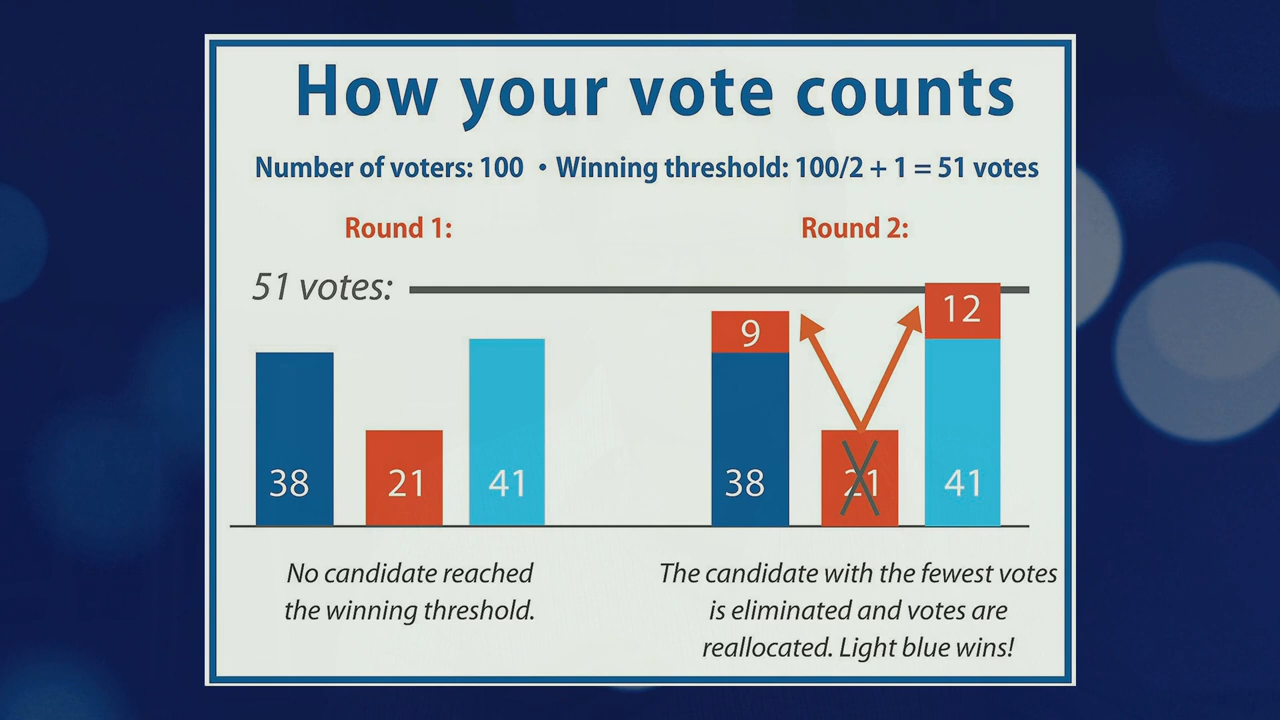 How your vote counts
Number of voters: 100 • Winning threshold: 100/2 + 1 = 51 votes
Round 1:
Round 2:
51 votes:
9
12
38
21
41
38
21
41
No candidate reached
the winning threshold.
The candidate with the fewest votes
is eliminated and votes are
reallocated. Light blue wins!